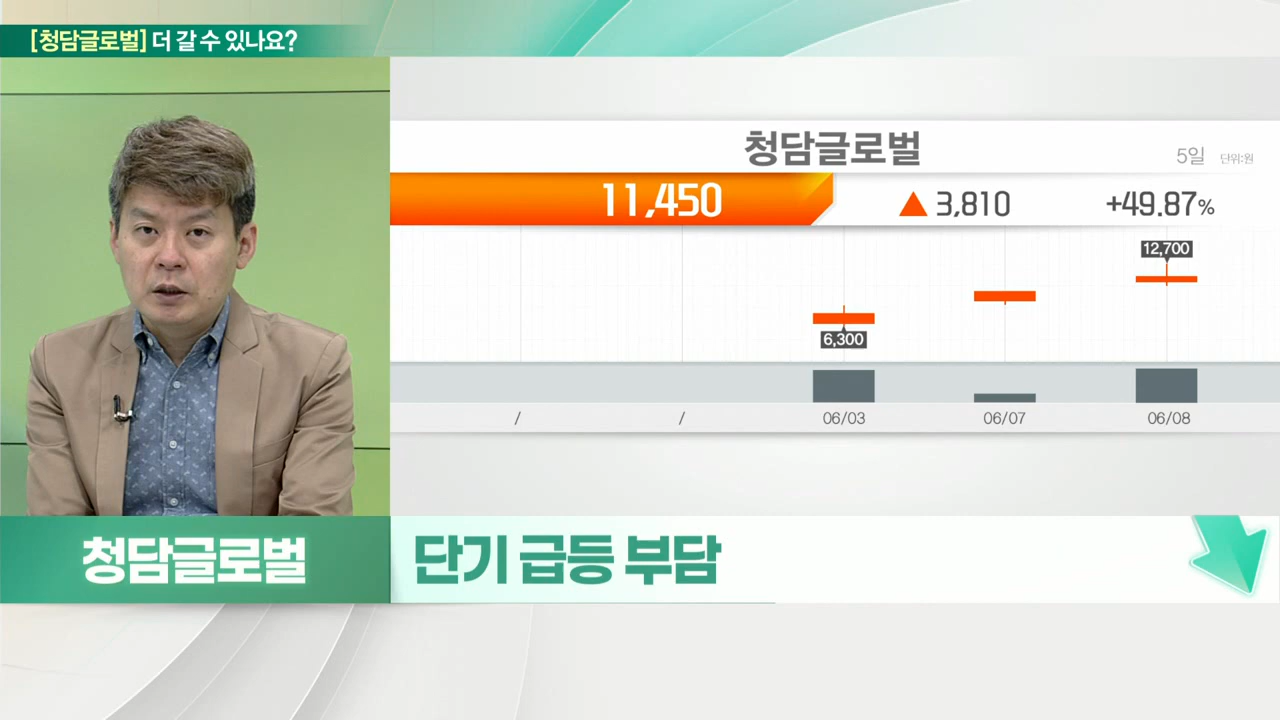 [청담글로벌] 더 갈 수 있나요?
청담글로벌
5일 단위:원
11,450 ▲ 3,810 +49.87%
12,700
6,300
/ / 06/03 06/07 06/08
청담글로벌 단기 급등 부담